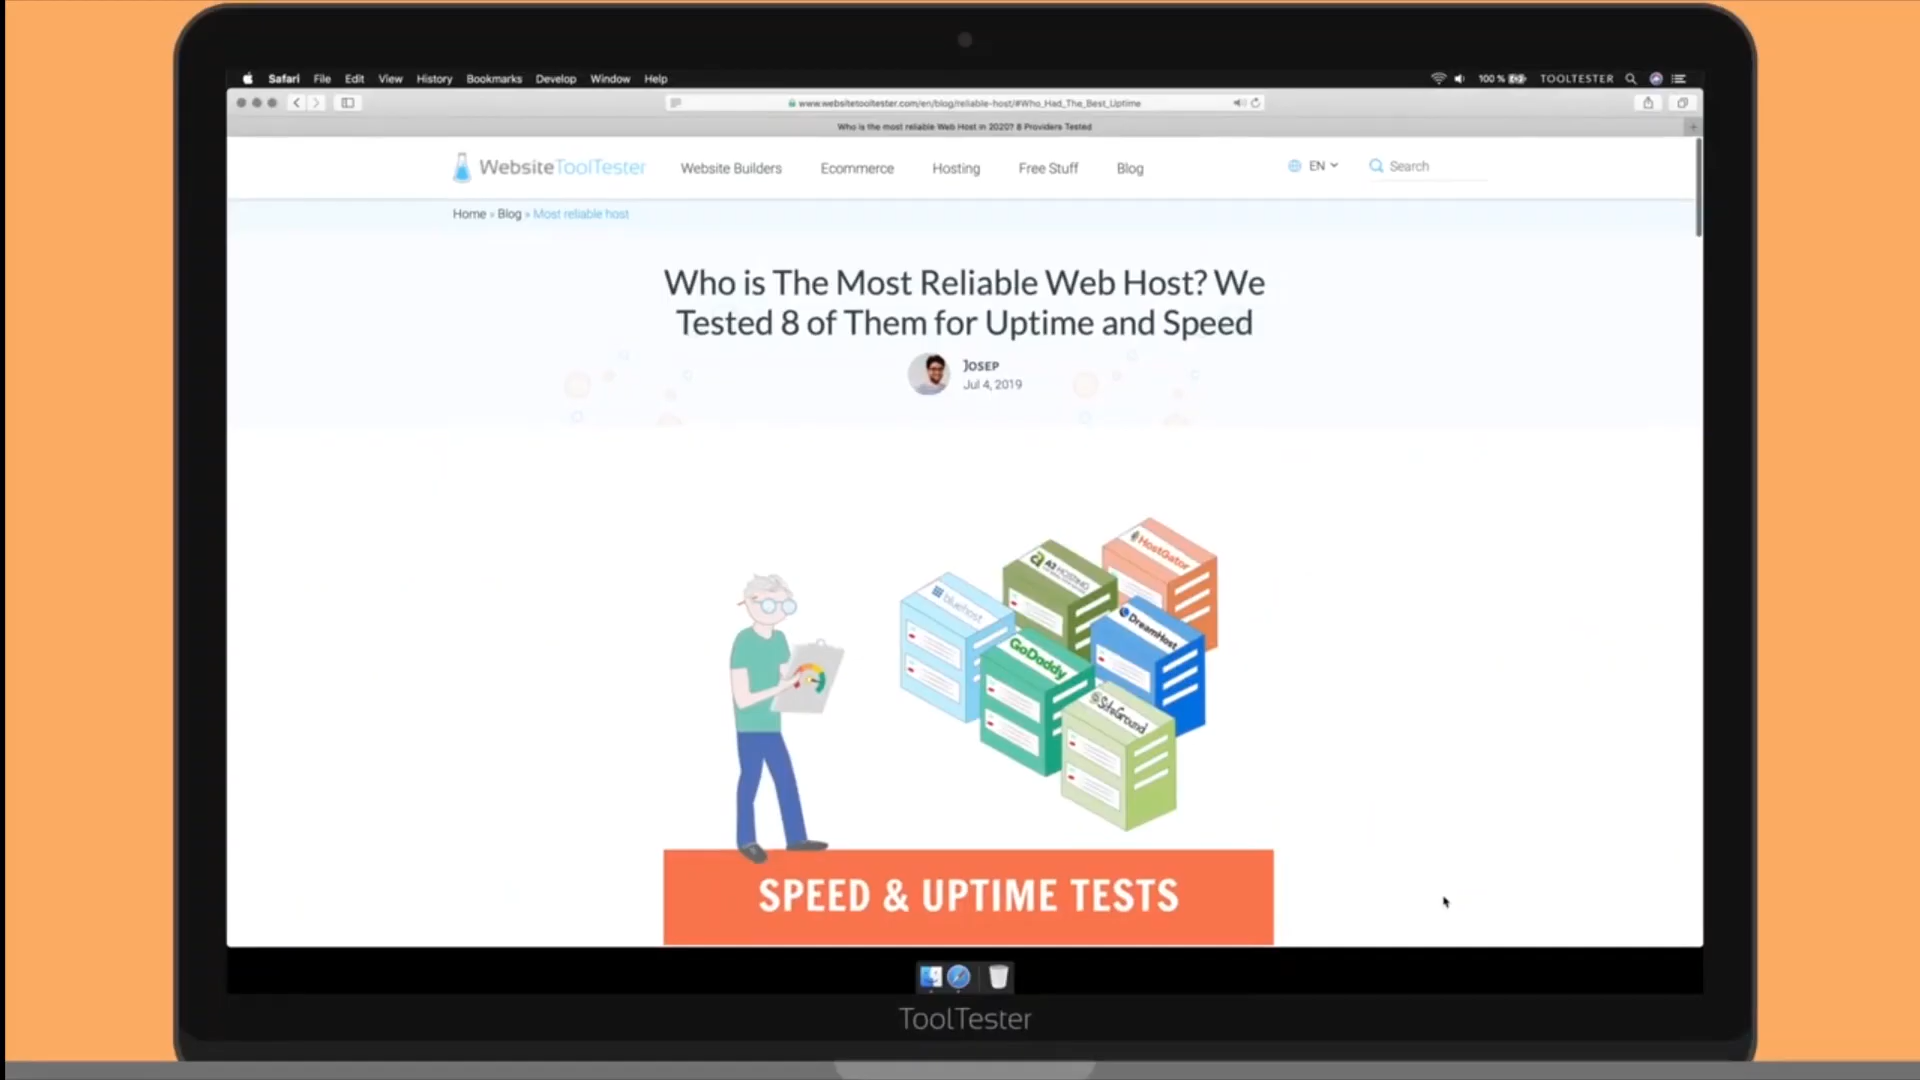 Safari File Edit View History Bookmarks Develop Window Help
100 % TOOLTESTER
www.websitetooltester.com/en/blog/reliable-host/#Who_Had_The_Best_Uptime
Who is the most reliable Web Host in 2020? 8 Providers Tested
WebsiteToolTester Website Builders Ecommerce Hosting Free Stuff Blog EN Search
Home » Blog » Most reliable host
Who is The Most Reliable Web Host? We
Tested 8 of Them for Uptime and Speed
JOSEP
Jul 4, 2019
HostGator
A2 HOSTING
bluehost
DreamHost
GoDaddy
SiteGround
SPEED & UPTIME TESTS
ToolTester